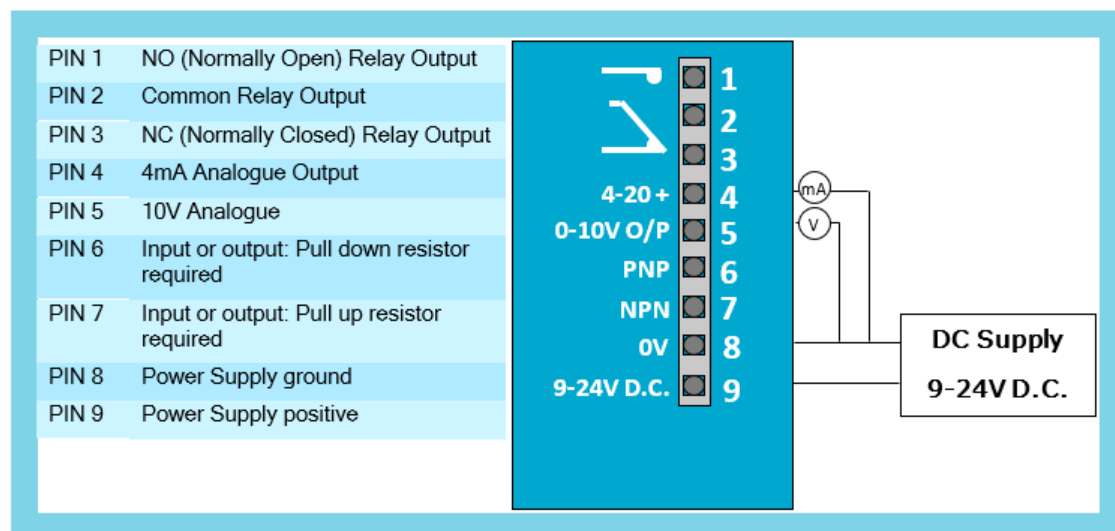 PIN 1 NO (Normally Open) Relay Output
PIN 2 Common Relay Output
PIN 3 NC (Normally Closed) Relay Output
PIN 4 4mA Analogue Output
PIN 5 10V Analogue
PIN 6 Input or output: Pull down resistor
required
PIN 7 Input or output: Pull up resistor
required
PIN 8 Power Supply ground
PIN 9 Power Supply positive
1
2
3
4-20 + 4
0-10V O/P 5
PNP 6
NPN 7
0V 8
9-24V D.C. 9
mA
V
DC Supply
9-24V D.C.